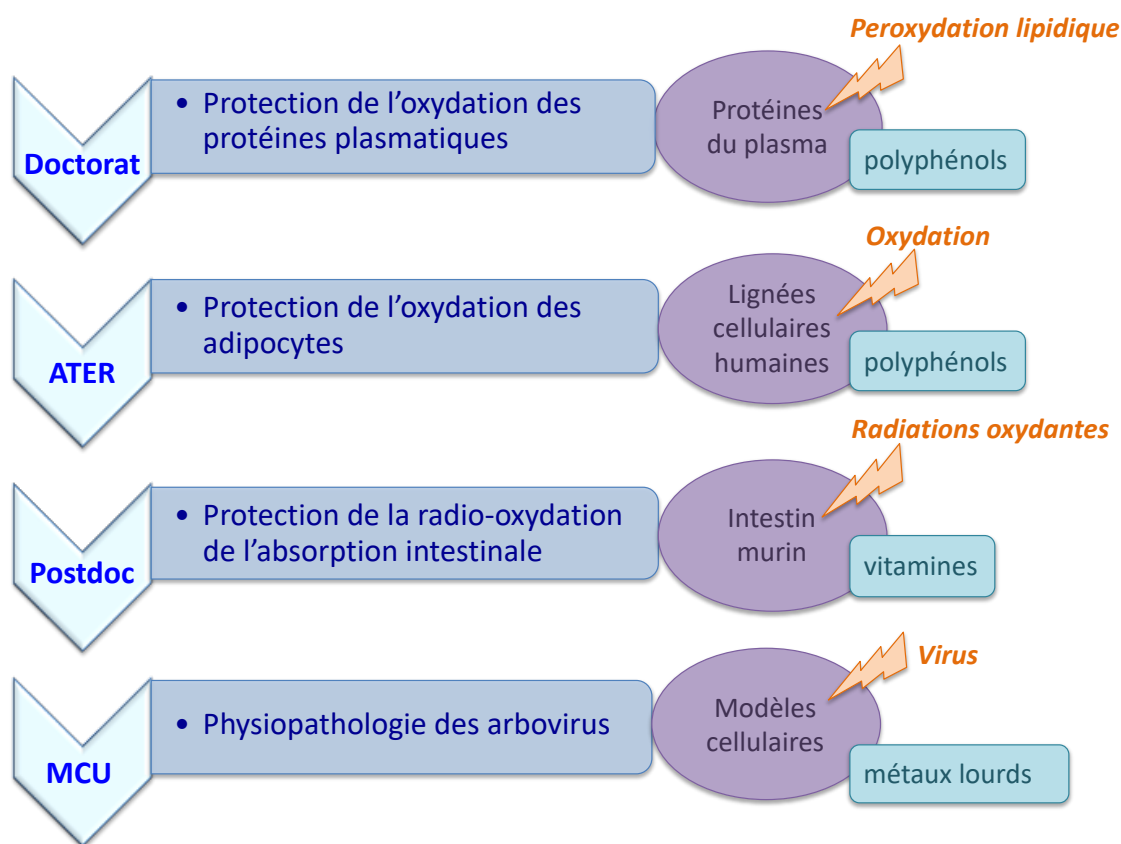 Peroxydation lipidique
Doctorat
• Protection de l’oxydation des
protéines plasmatiques
Protéines
du plasma
polyphénols
Oxydation
ATER
• Protection de l’oxydation des
adipocytes
Lignées
cellulaires
humaines
polyphénols
Radiations oxydantes
Postdoc
• Protection de la radio-oxydation
de l’absorption intestinale
Intestin
murin
vitamines
Virus
MCU
• Physiopathologie des arbovirus
Modèles
cellulaires
métaux lourds